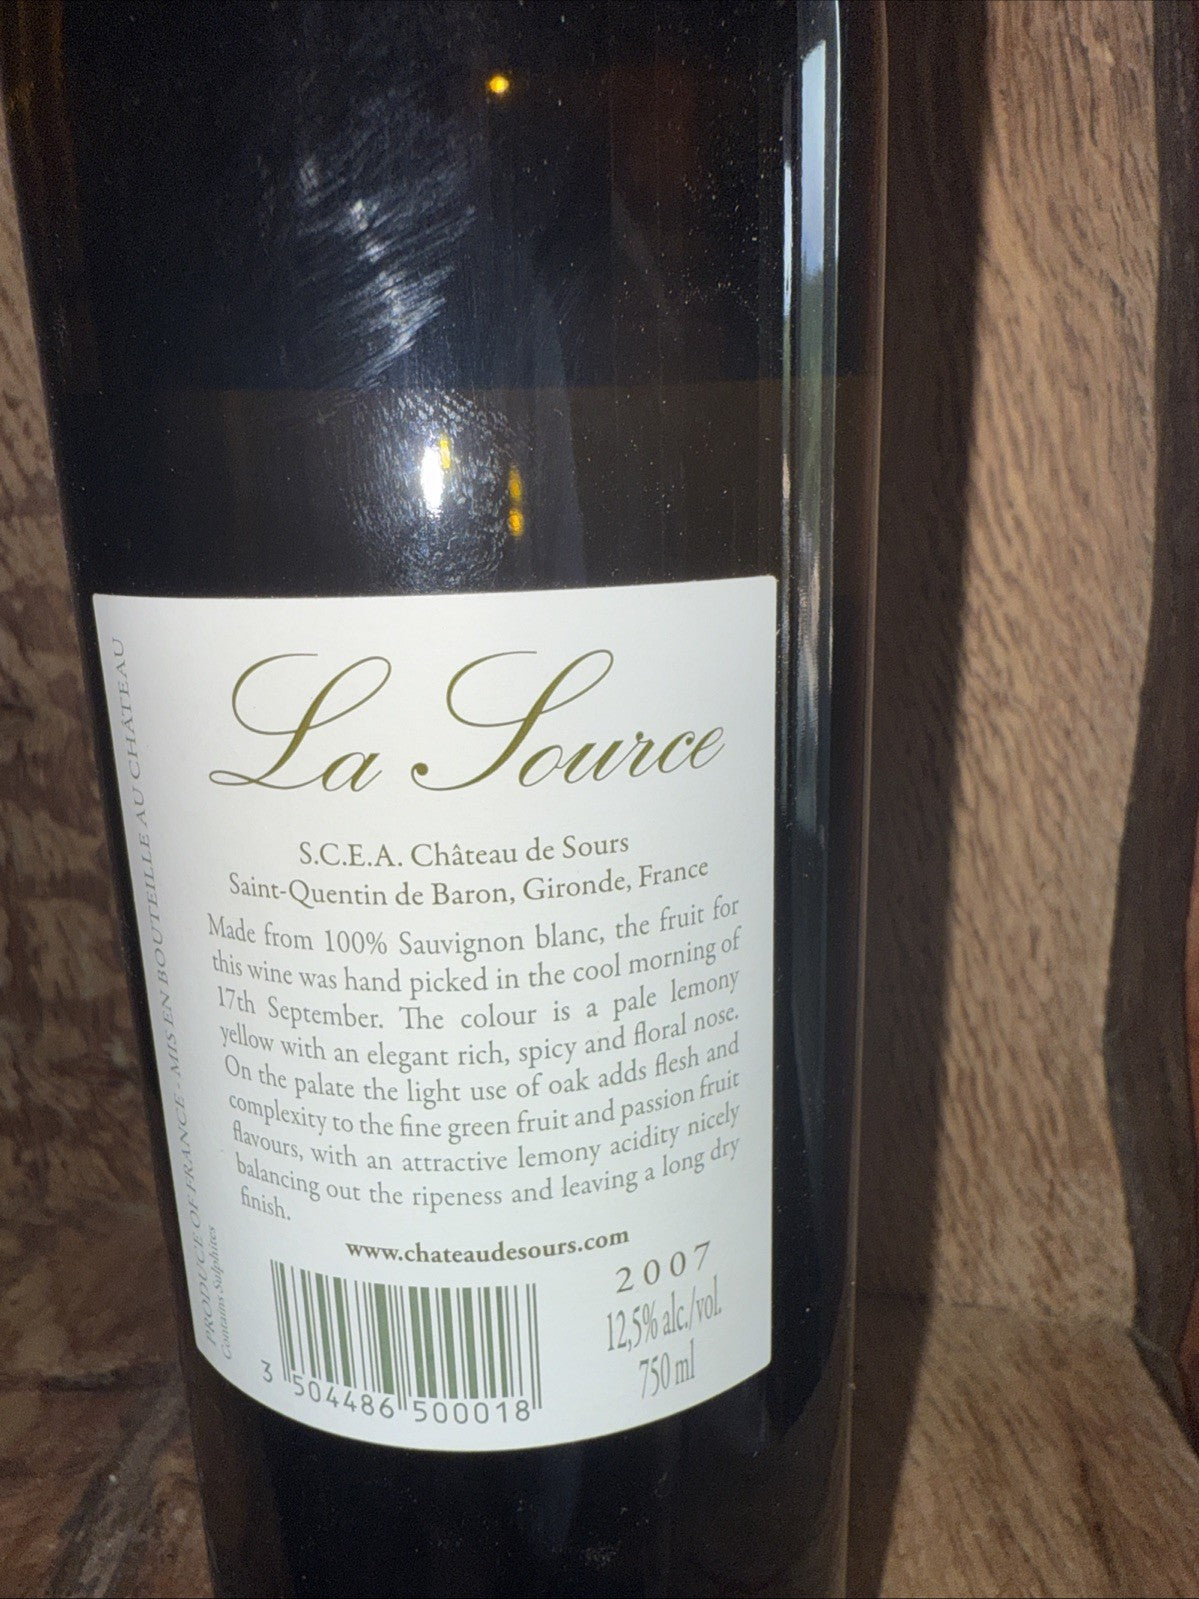 La Source
S.C.E.A. Château de Sours
Saint-Quentin de Baron, Gironde, France
Made from 100% Sauvignon blanc, the fruit for
this wine was hand picked in the cool morning of
17th September. The colour is a pale lemony
yellow with an elegant rich, spicy and floral nose.
On the palate the light use of oak adds flesh and
complexity to the fine green fruit and passion fruit
flavours, with an attractive lemony acidity nicely
balancing out the ripeness and leaving a long dry
finish.
www.chateaudesours.com
2007
12,5% alc./vol.
750 ml
3 504486 500018
PRODUCE OF FRANCE - MIS EN BOUTEILLE AU CHÂTEAU
Contains Sulphites